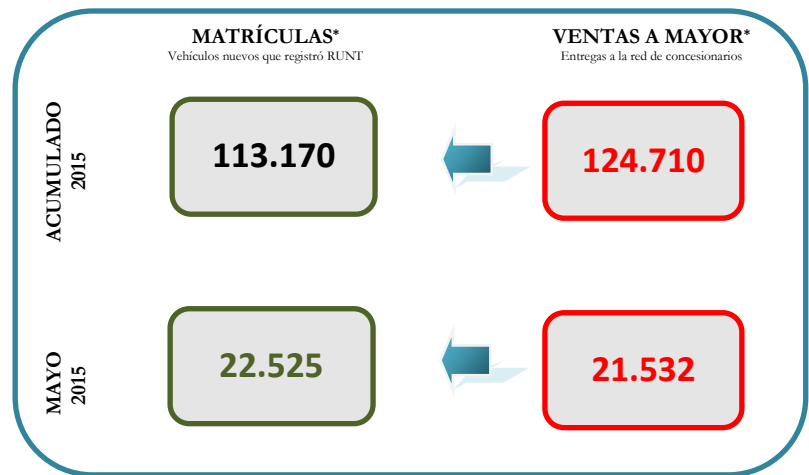 MATRÍCULAS*
Vehículos nuevos que registró RUNT
VENTAS A MAYOR*
Entregas a la red de concesionarios
ACUMULADO
2015
113.170
124.710
MAYO
2015
22.525
21.532